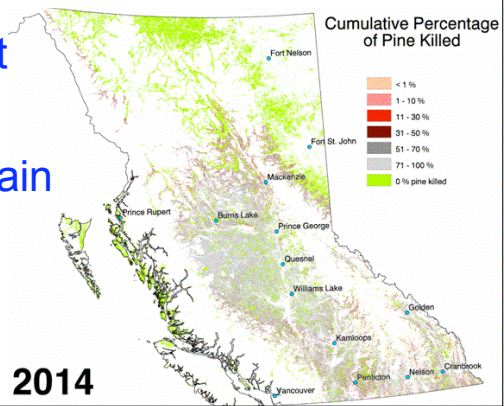 t
ain
Cumulative Percentage
of Pine Killed
< 1 %
1 - 10 %
11 - 30 %
31 - 50 %
51 - 70 %
71 - 100 %
0 % pine killed
Fort Nelson
Fort St. John
Mackenzie
Prince Rupert
Burns Lake
Prince George
Quesnel
Williams Lake
Golden
Kamloops
Cranbrook
Nelson
Penticton
Vancouver
2014